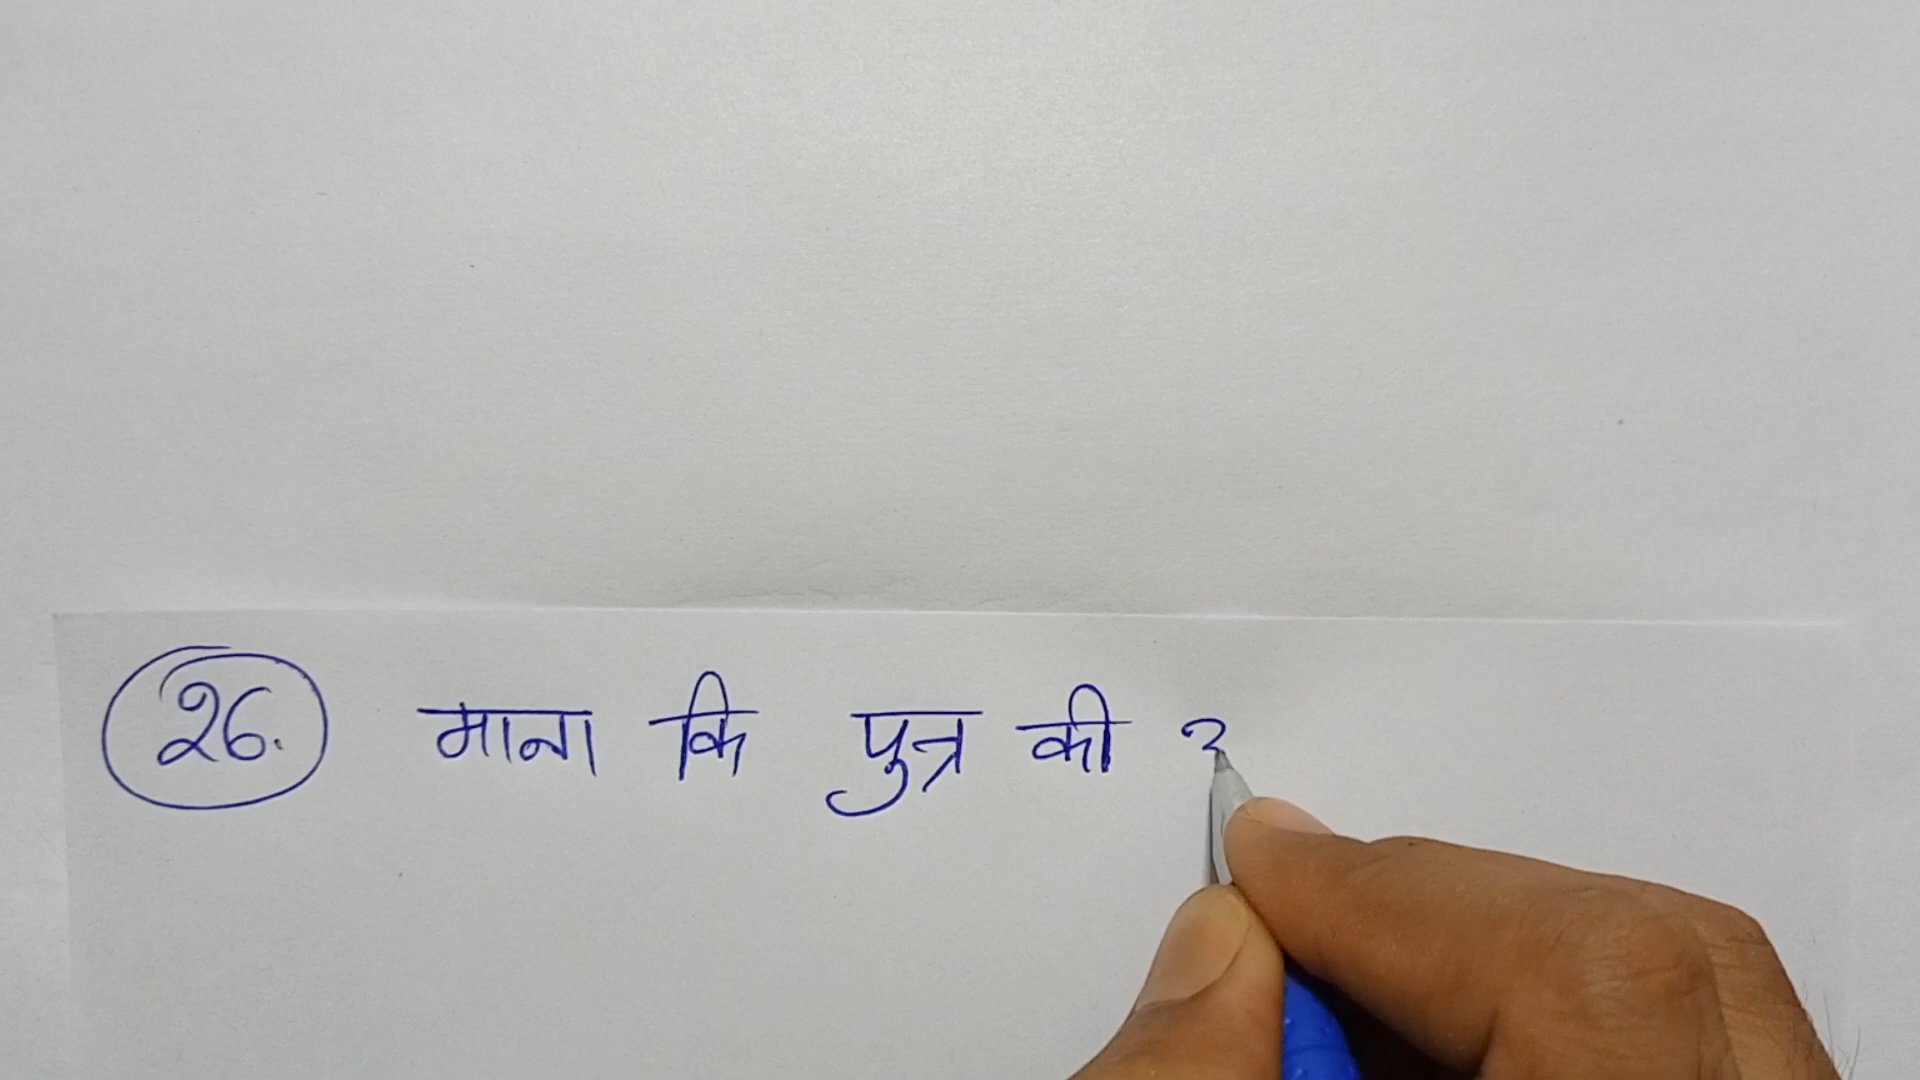 26. माना कि पुत्र की